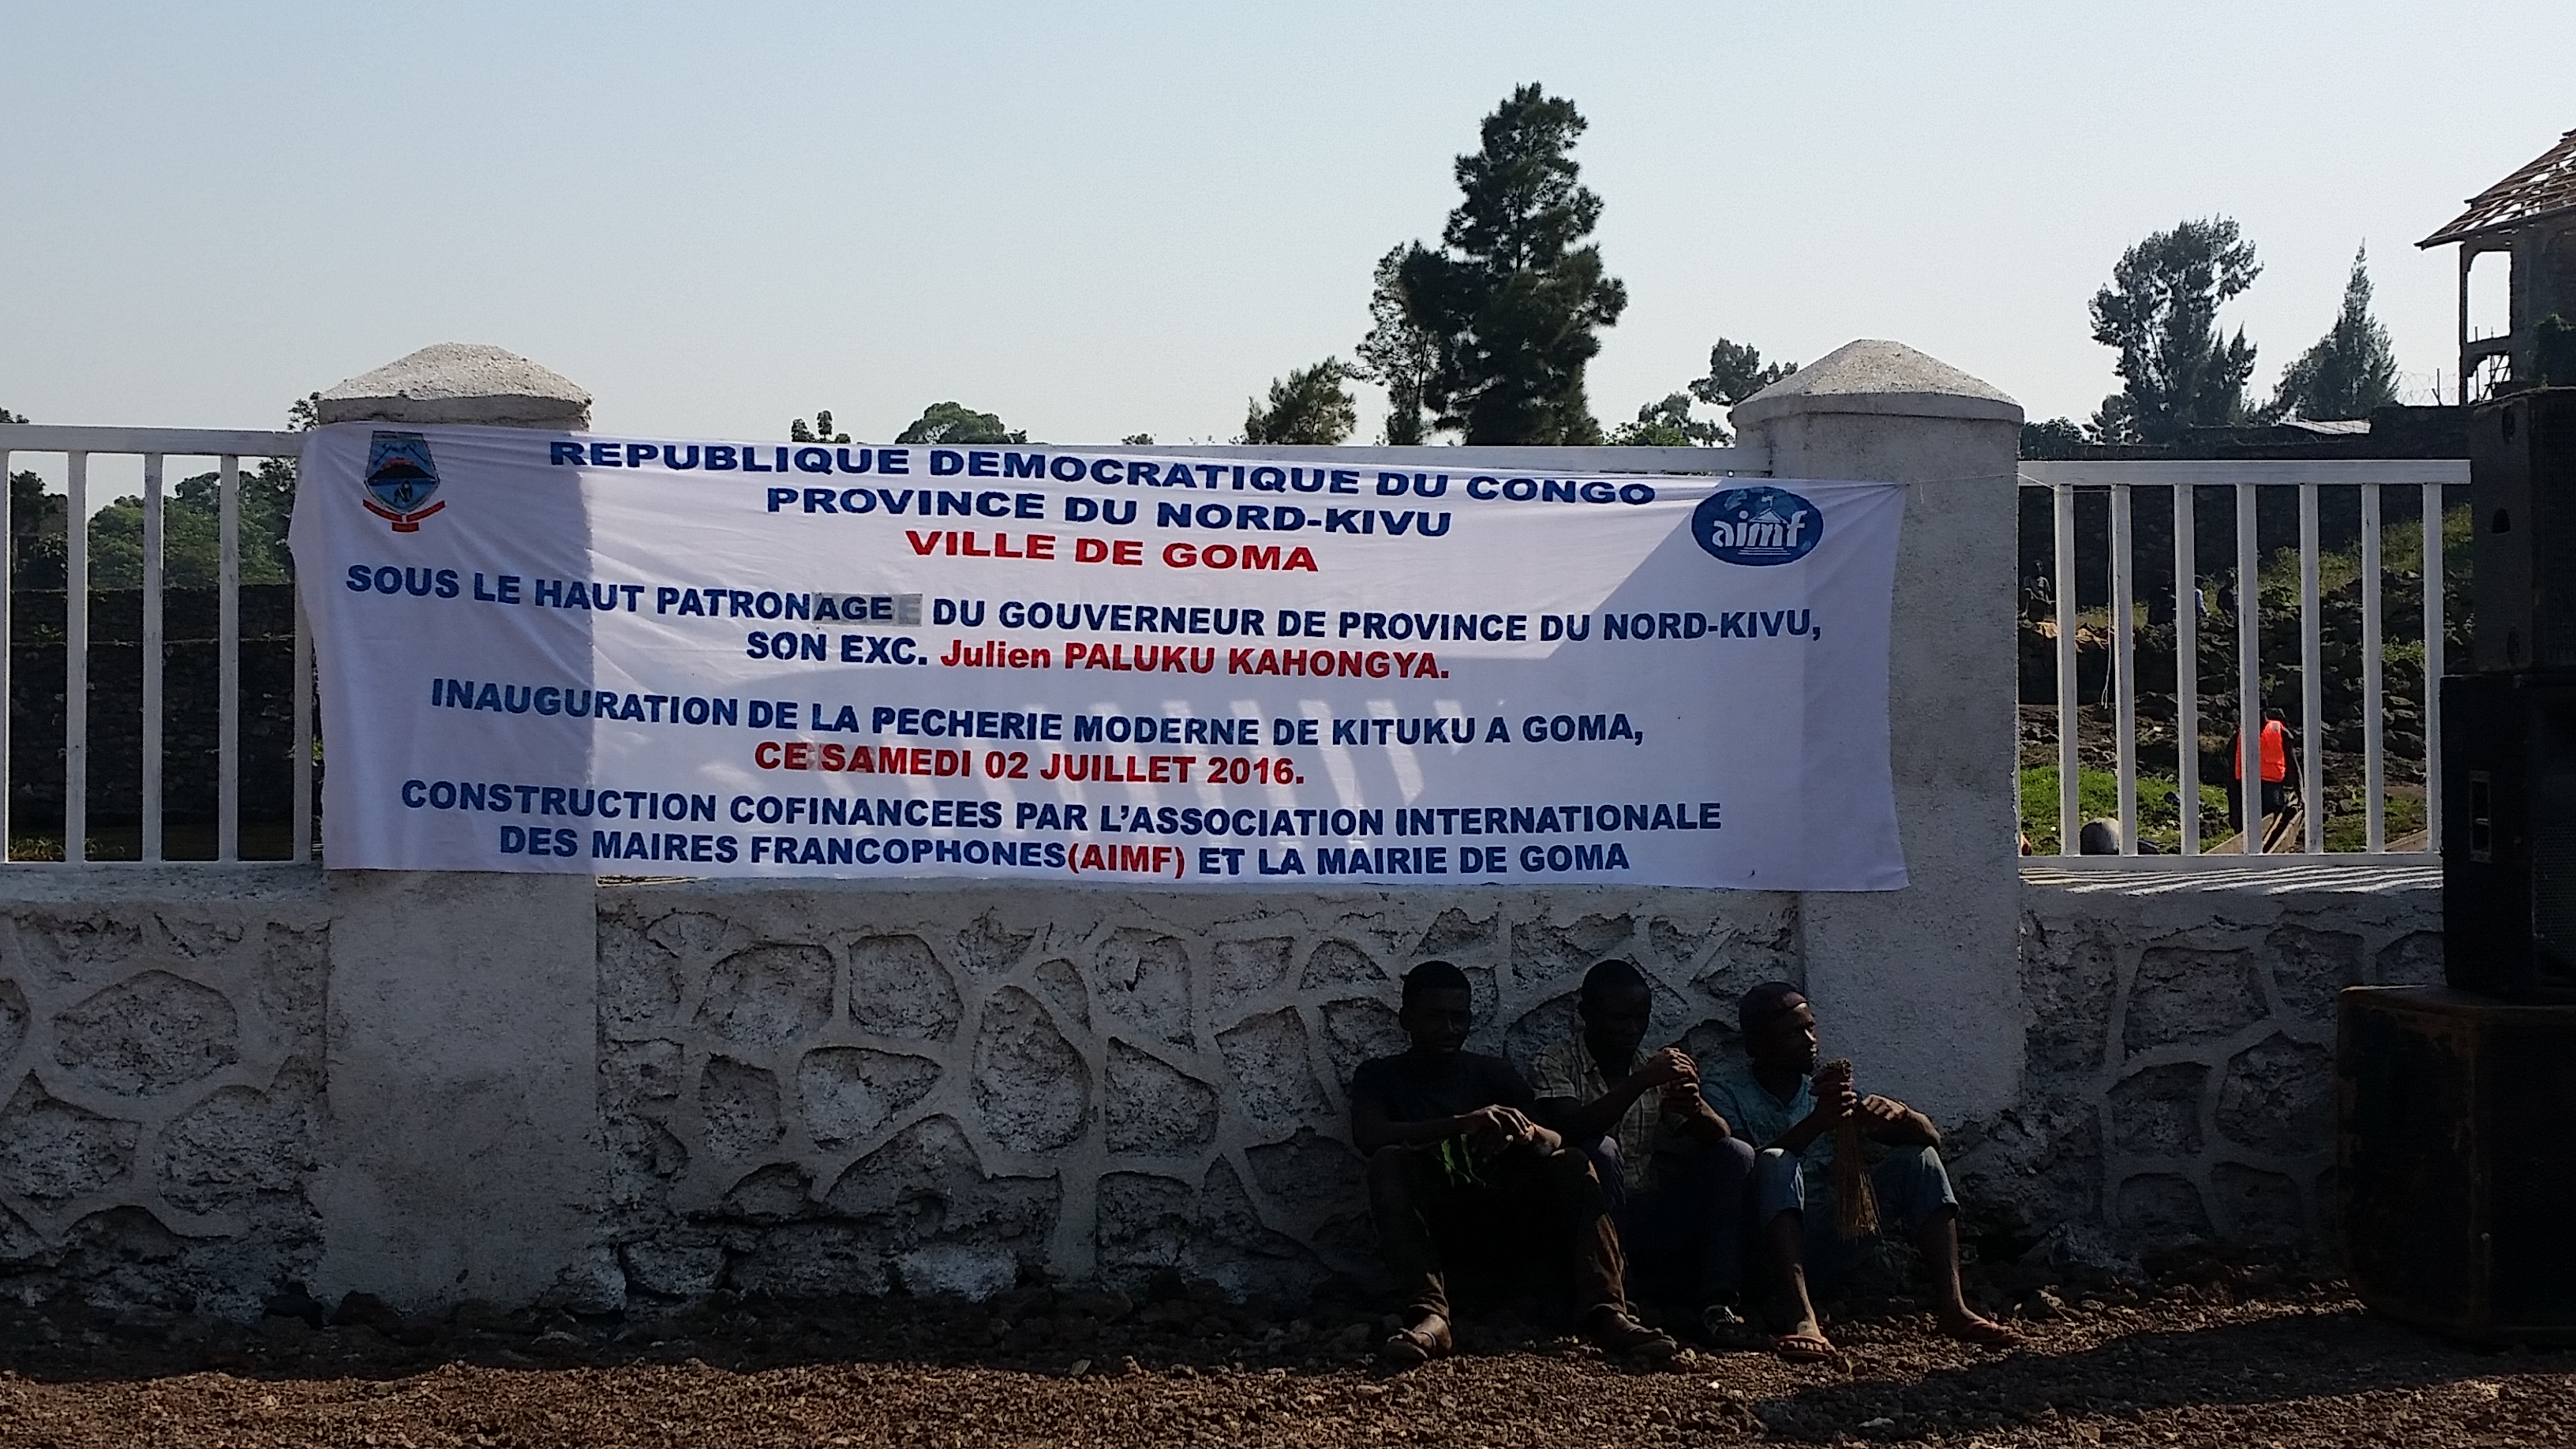 REPUBLIQUE DEMOCRATIQUE DU CONGO
PROVINCE DU NORD-KIVU
VILLE DE GOMA
aimf
SOUS LE HAUT PATRONAGE DU GOUVERNEUR DE PROVINCE DU NORD-KIVU,
SON EXC. Julien PALUKU KAHONGYA.
INAUGURATION DE LA PECHERIE MODERNE DE KITUKU A GOMA,
CE SAMEDI 02 JUILLET 2016.
CONSTRUCTION COFINANCEES PAR L'ASSOCIATION INTERNATIONALE
DES MAIRES FRANCOPHONES(AIMF) ET LA MAIRIE DE GOMA